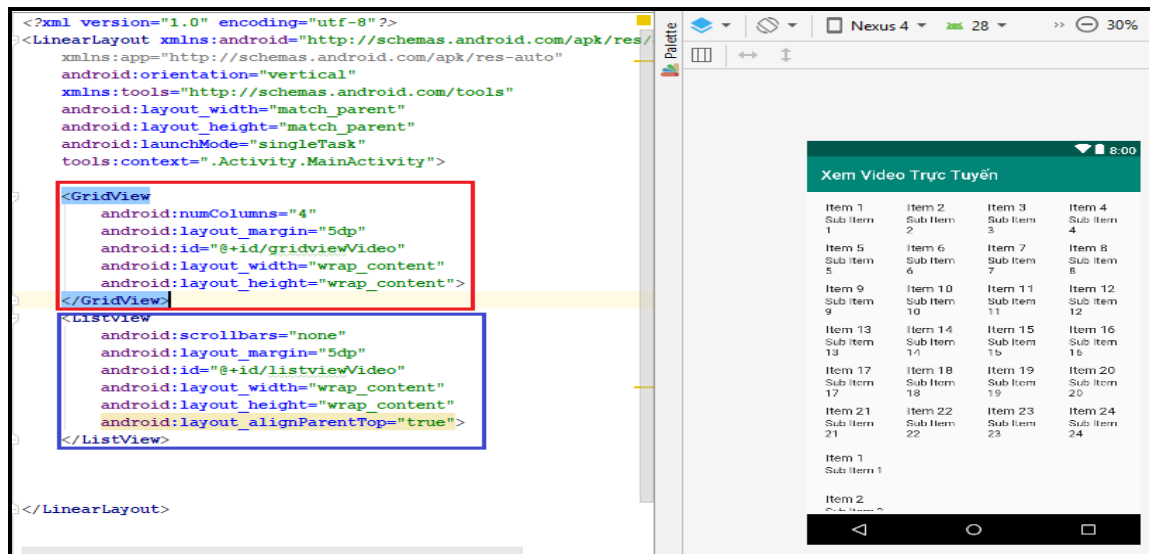 <?xml version="1.0" encoding="utf-8"?>
<LinearLayout xmlns:android="http://schemas.android.com/apk/res/
xmlns:app="http://schemas.android.com/apk/res-auto"
android:orientation="vertical"
xmlns:tools="http://schemas.android.com/tools"
android:layout_width="match_parent"
android:layout_height="match_parent"
android:launchMode="singleTask"
tools:context=".Activity.MainActivity">
<GridView
android:numColumns="4"
android:layout_margin="5dp"
android:id="@+id/gridviewVideo"
android:layout_width="wrap_content"
android:layout_height="wrap_content">
</GridView>
<ListView
android:scrollbars="none"
android:layout_margin="5dp"
android:id="@+id/listviewVideo"
android:layout_width="wrap_content"
android:layout_height="wrap_content"
android:layout_alignParentTop="true">
</ListView>
</LinearLayout>
Palette
Nexus 4 28 30%
8:00
Xem Video Trực Tuyến
Item 1 Item 2 Item 3 Item 4
Sub Item Sub Item Sub Item Sub Item
1 2 3 4
Item 5 Item 6 Item 7 Item 8
Sub Item Sub Item Sub Item Sub Item
5 6 7 8
Item 9 Item 10 Item 11 Item 12
Sub Item Sub Item Sub Item Sub Item
9 10 11 12
Item 13 Item 14 Item 15 Item 16
Sub Item Sub Item Sub Item Sub Item
13 14 15 16
Item 17 Item 18 Item 19 Item 20
Sub Item Sub Item Sub Item Sub Item
17 18 19 20
Item 21 Item 22 Item 23 Item 24
Sub Item Sub Item Sub Item Sub Item
21 22 23 24
Item 1
Sub Item 1
Item 2
Sub Item 2